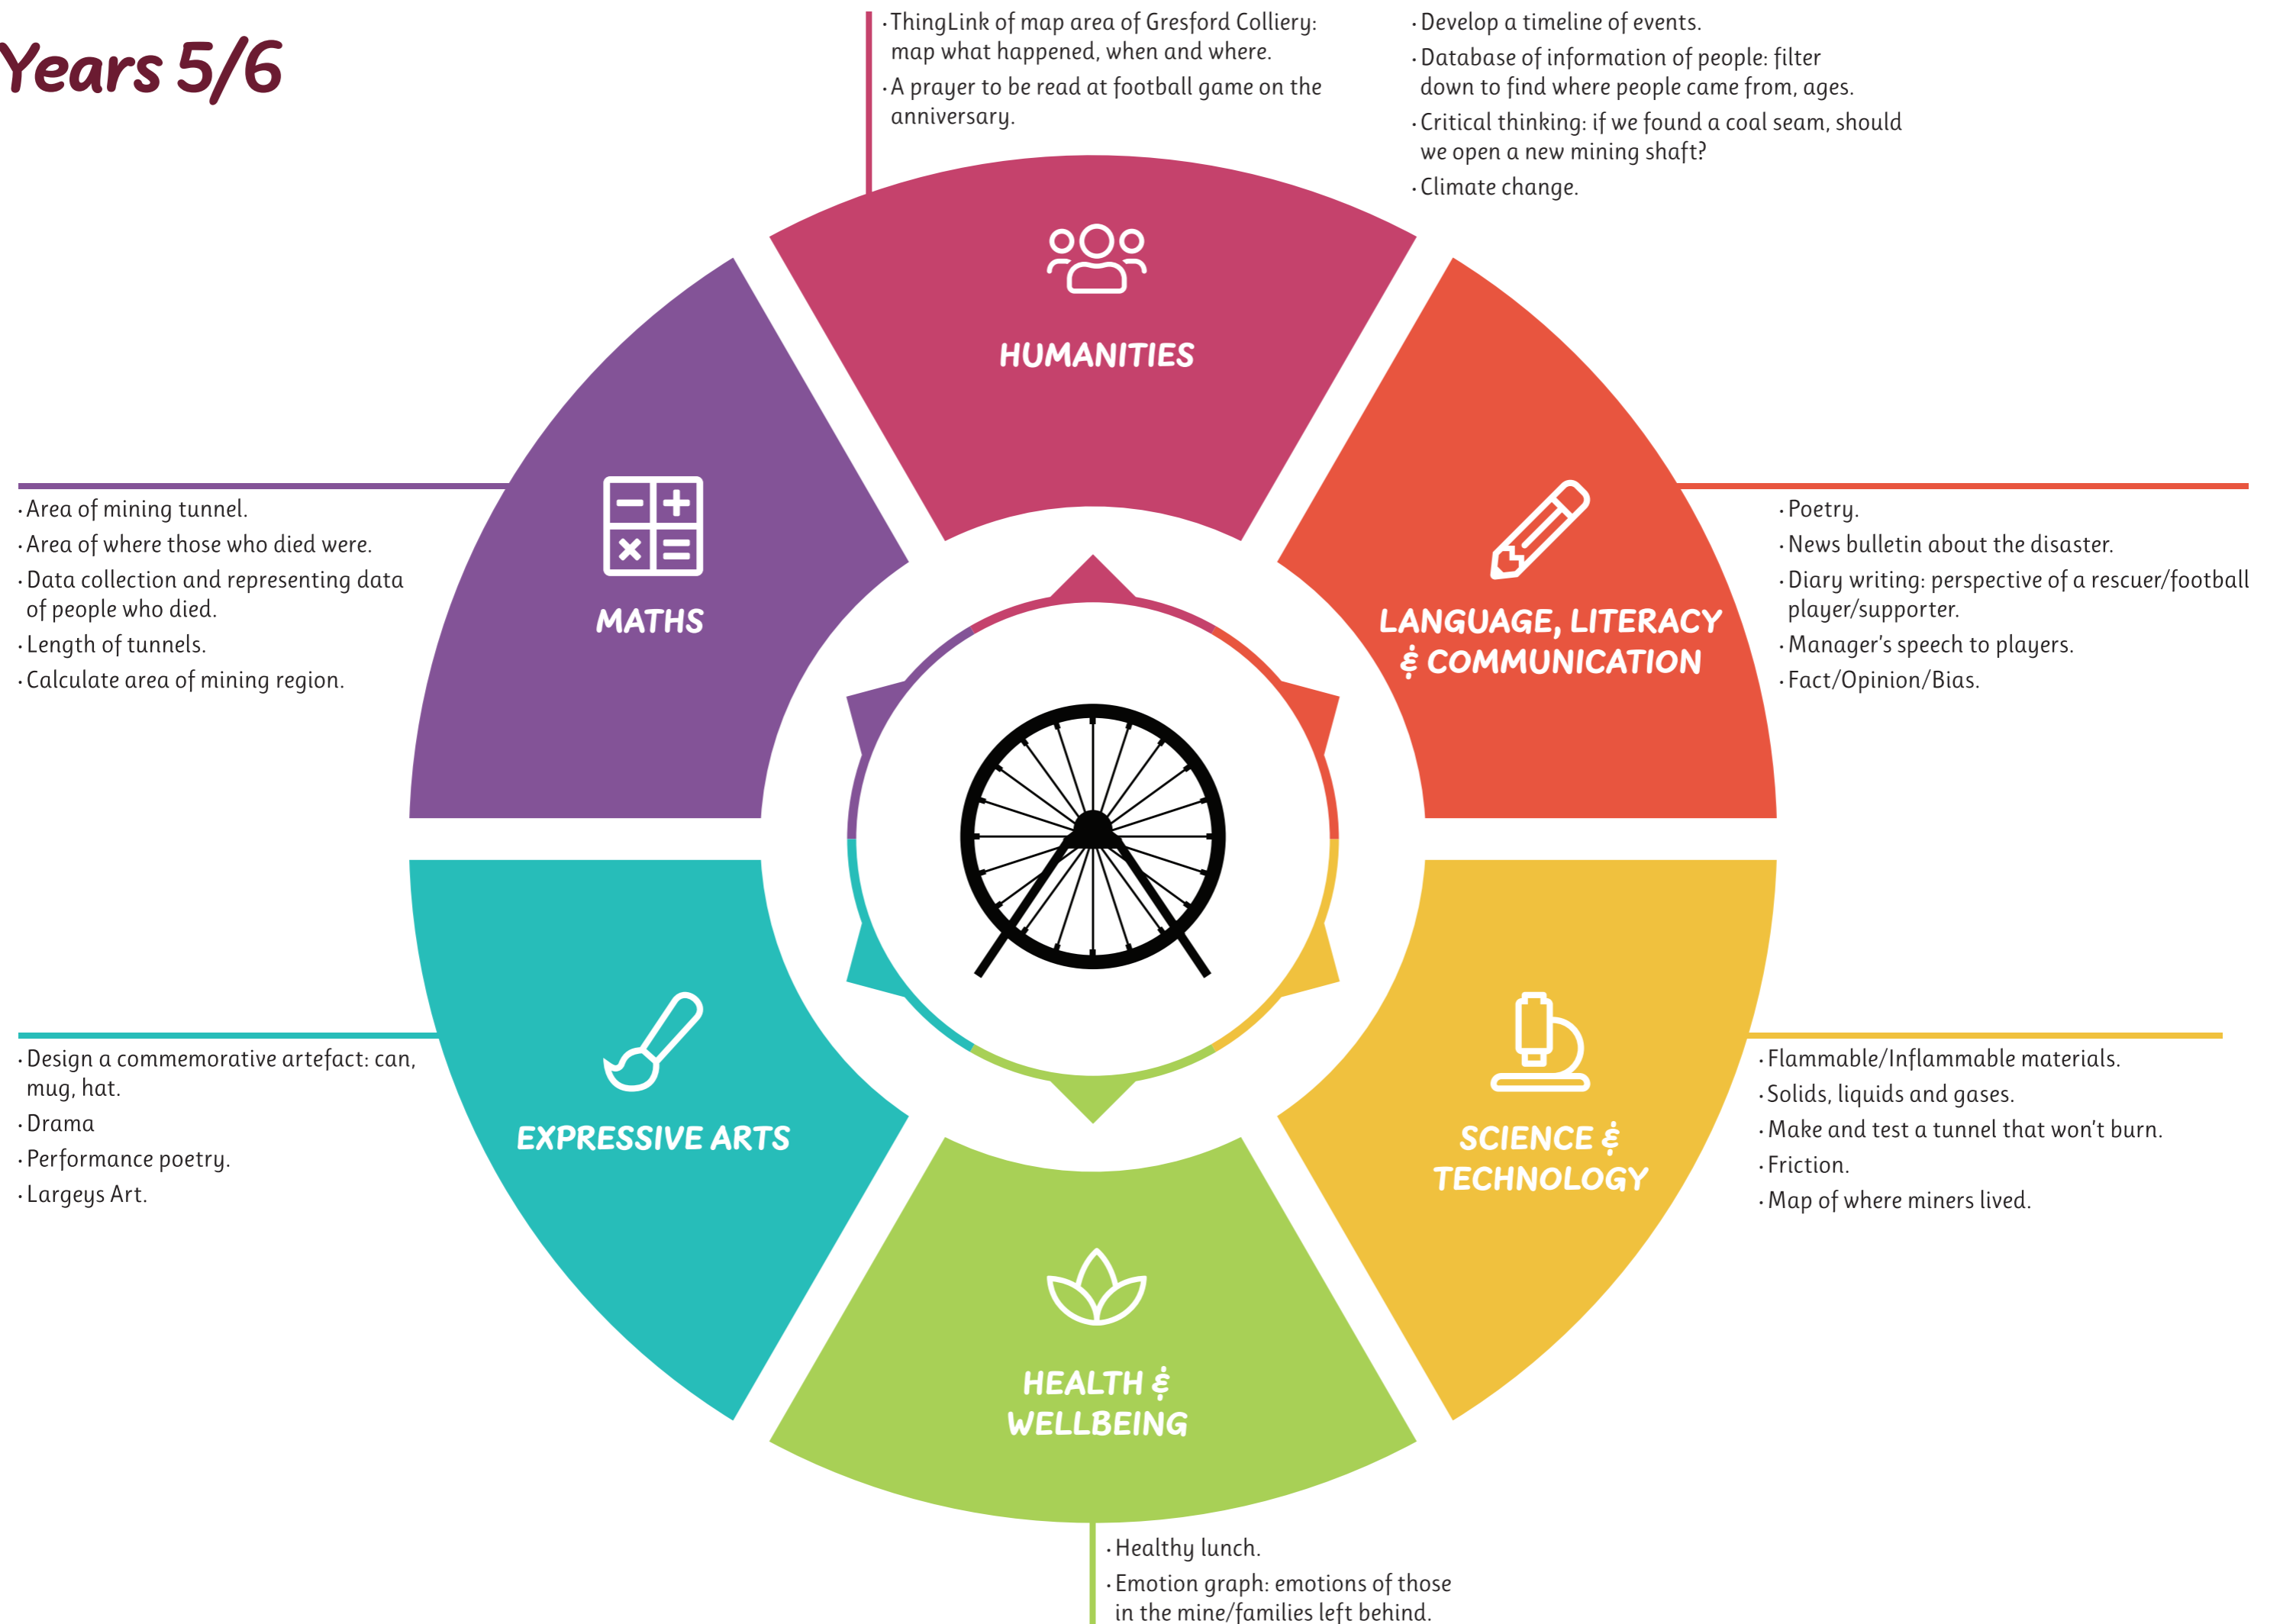 Years 5/6
· ThingLink of map area of Gresford Colliery:
map what happened, when and where.
· A prayer to be read at football game on the
anniversary.
· Develop a timeline of events.
· Database of information of people: filter
down to find where people came from, ages.
· Critical thinking: if we found a coal seam, should
we open a new mining shaft?
· Climate change.
HUMANITIES
· Area of mining tunnel.
· Area of where those who died were.
· Data collection and representing data
of people who died.
· Length of tunnels.
· Calculate area of mining region.
MATHS
LANGUAGE, LITERACY
& COMMUNICATION
· Poetry.
· News bulletin about the disaster.
· Diary writing: perspective of a rescuer/football
player/supporter.
· Manager's speech to players.
· Fact/Opinion/Bias.
· Design a commemorative artefact: can,
mug, hat.
· Drama
· Performance poetry.
· Largeys Art.
EXPRESSIVE ARTS
SCIENCE &
TECHNOLOGY
· Flammable/Inflammable materials.
· Solids, liquids and gases.
· Make and test a tunnel that won't burn.
· Friction.
· Map of where miners lived.
HEALTH &
WELLBEING
· Healthy lunch.
· Emotion graph: emotions of those
in the mine/families left behind.